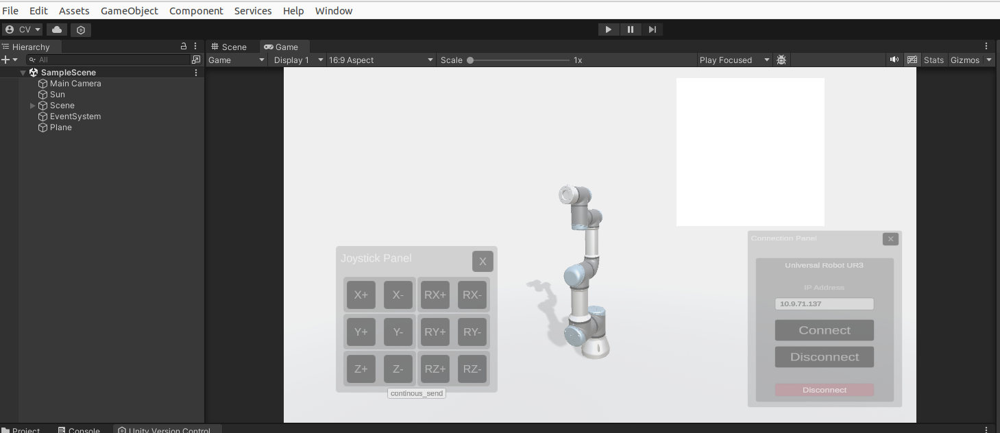 File Edit Assets GameObject Component Services Help Window
CV
Hierarchy
All
SampleScene
Main Camera
Sun
Scene
EventSystem
Plane
Scene Game
Game Display 1 16:9 Aspect Scale 1x Play Focused Stats Gizmos
Joystick Panel X
X+ X- RX+ RX-
Y+ Y- RY+ RY-
Z+ Z- RZ+ RZ-
continous_send
Connection Panel X
Universal Robot UR3
IP Address
10.9.71.137
Connect
Disconnect
Disconnect
Project Console Unity Version Control